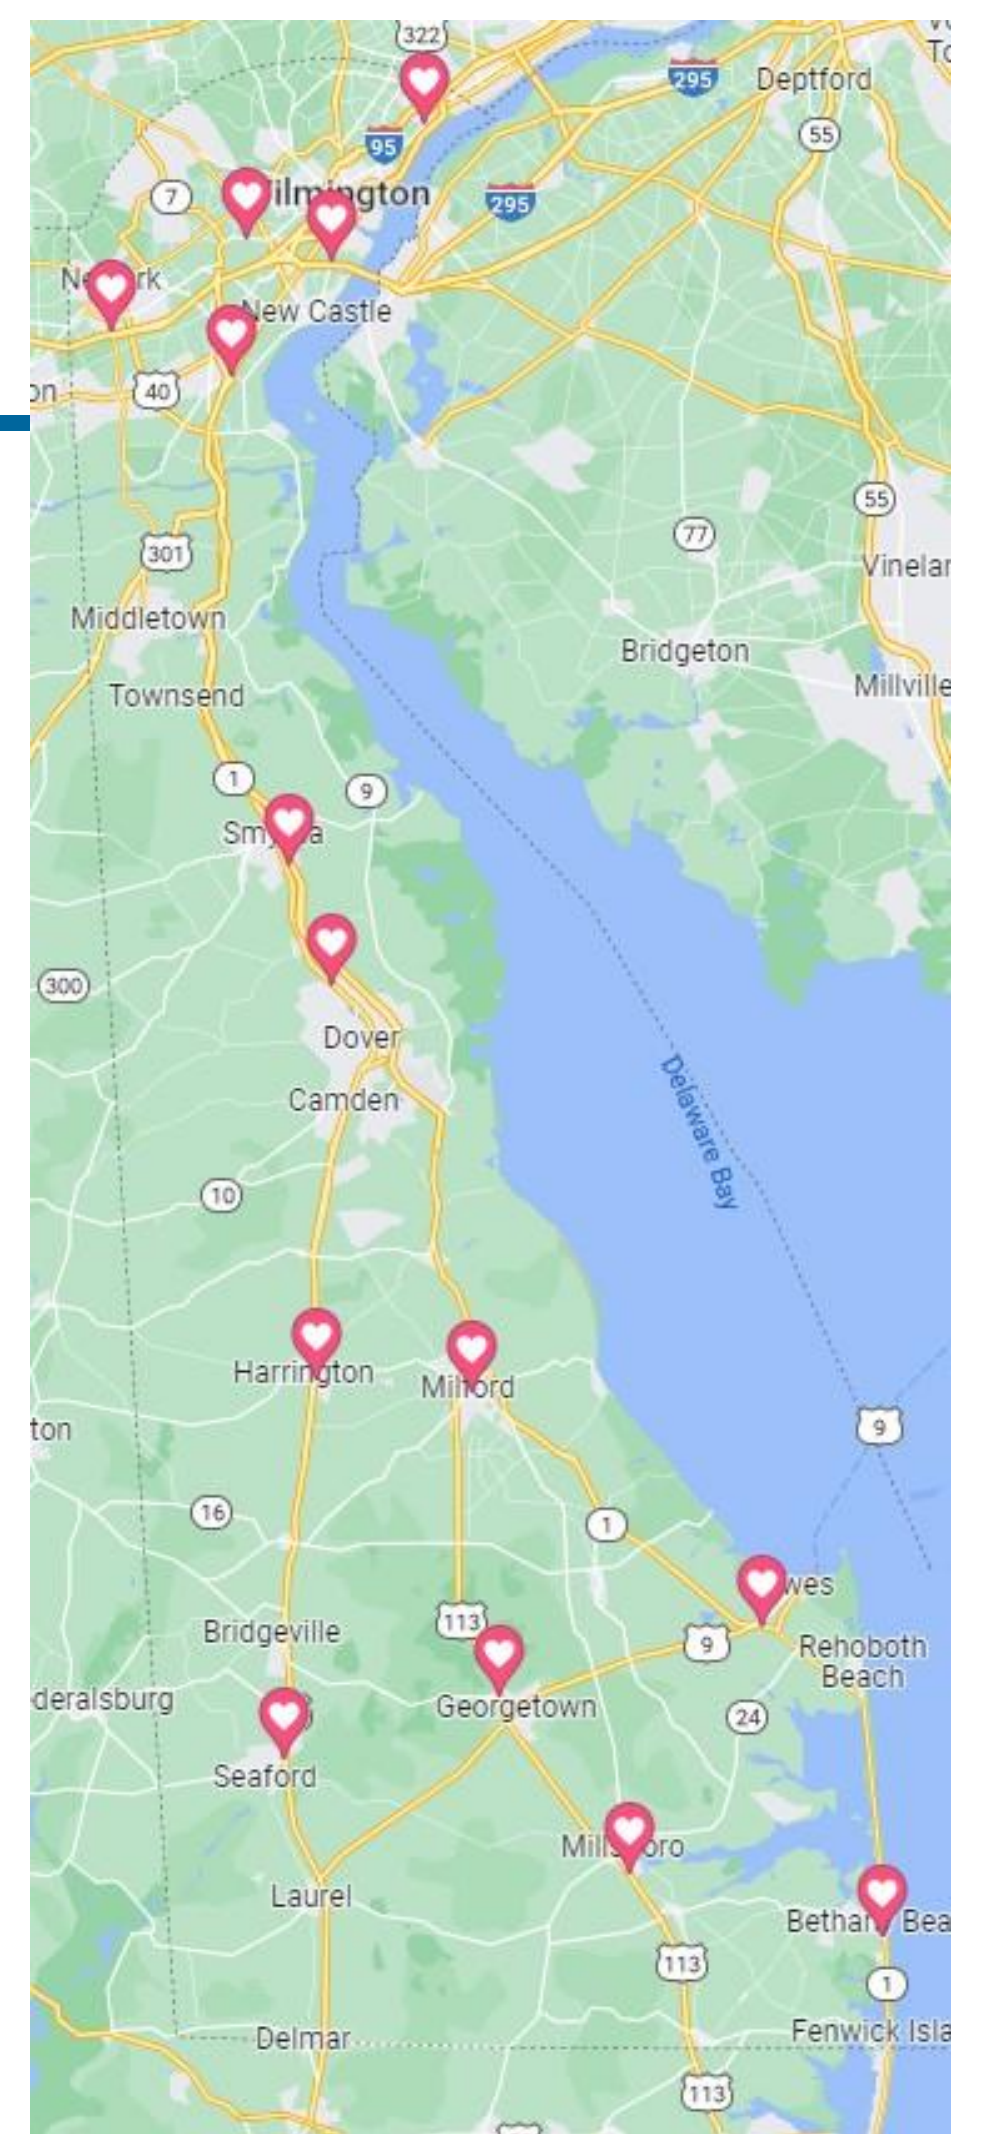 322
295
Deptford
55
95
7
ilmington
295
New Castle
40
55
77
301
Vinelar
Middletown
Bridgeton
Millville
Townsend
1
9
300
Dover
Delaware Bay
Camden
10
Harrington
Milford
9
ton
16
1
wes
113
Bridgeville
9
Rehoboth
Beach
deralsburg
Georgetown
24
Seaford
Laurel
113
1
Fenwick Isla
Delmar
113